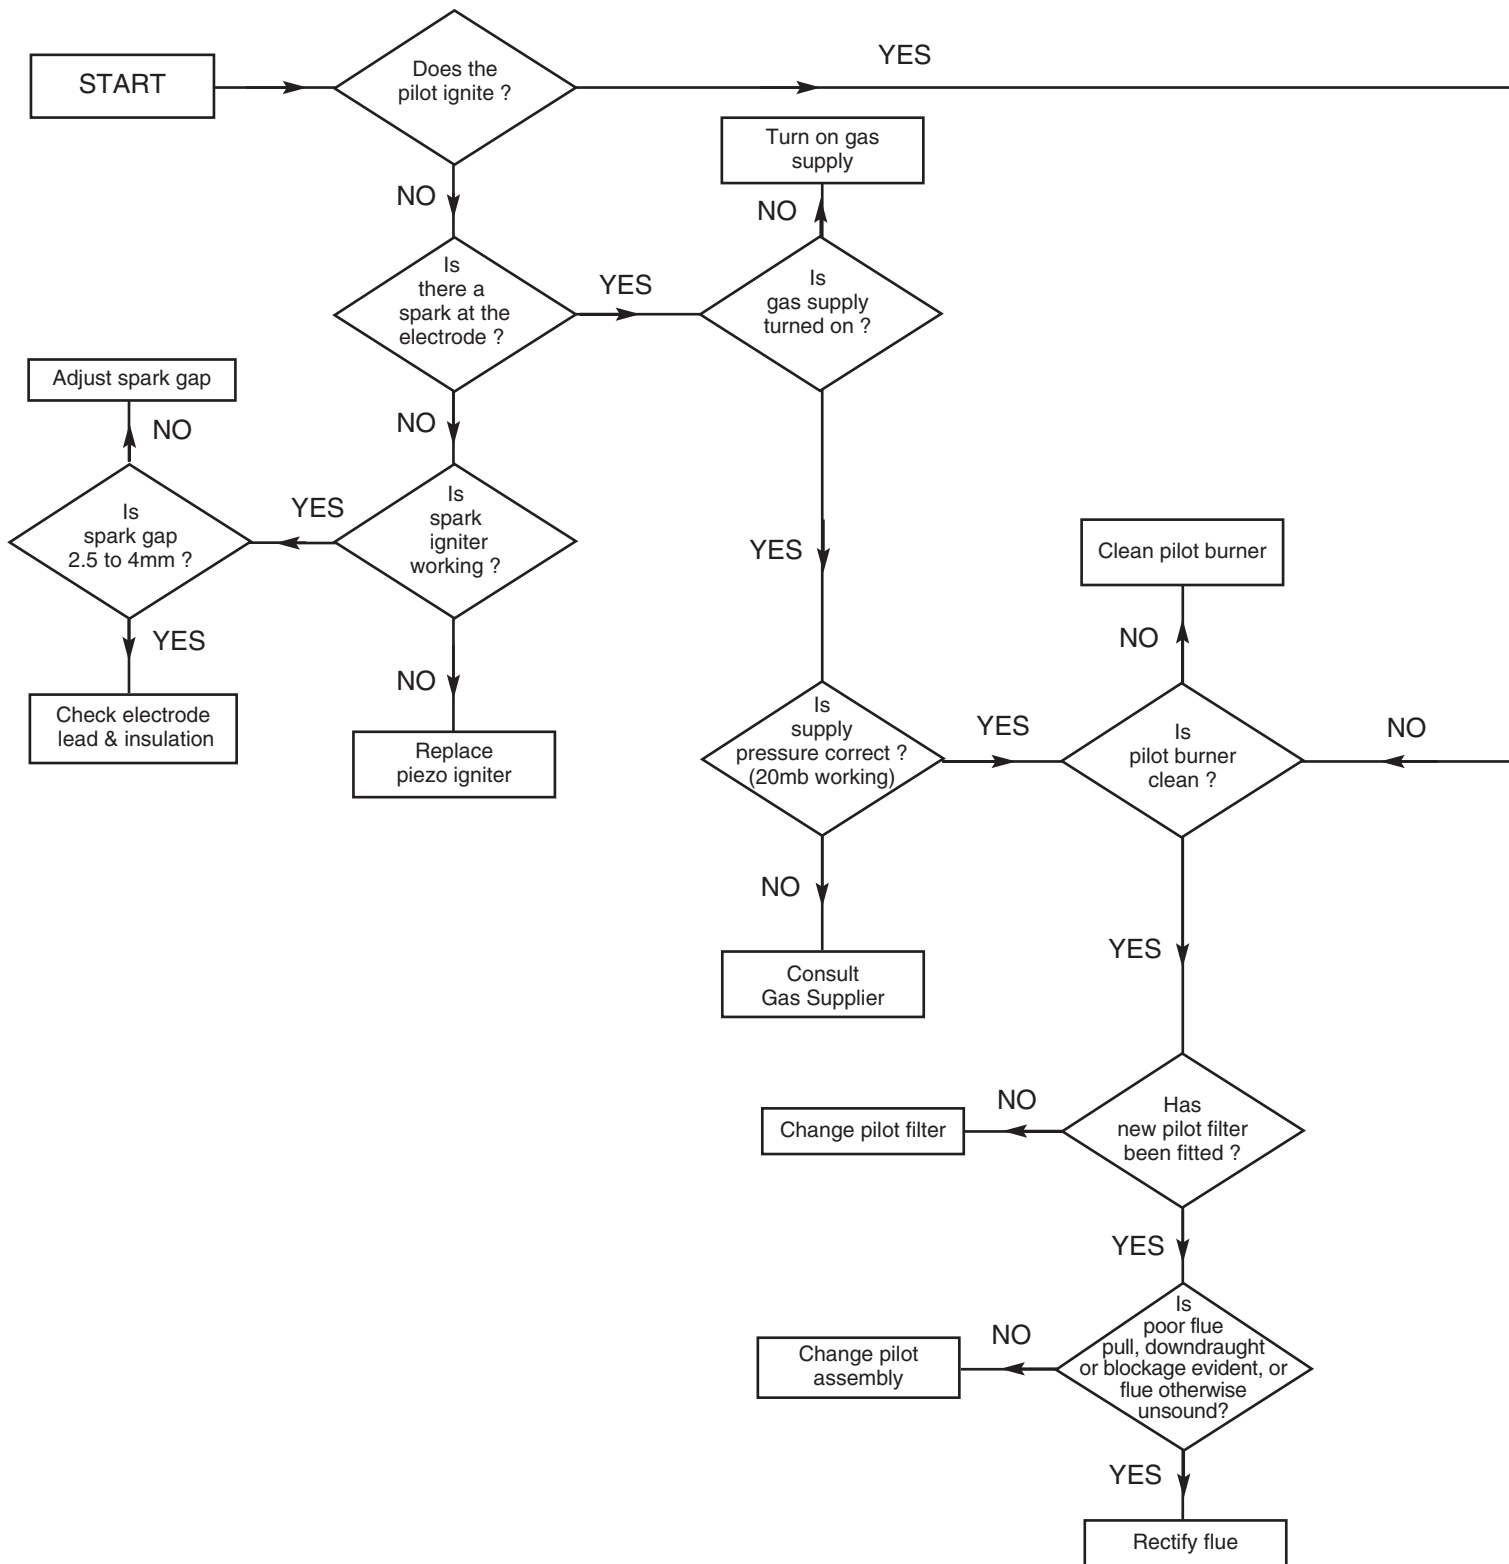 START
Does the
pilot ignite ?
YES
Turn on gas
supply
NO
NO
Is
there a
spark at the
electrode ?
YES
Is
gas supply
turned on ?
Adjust spark gap
NO
NO
Is
spark gap
2.5 to 4mm ?
YES
Is
spark
igniter
working ?
YES
Clean pilot burner
YES
NO
NO
Check electrode
lead & insulation
Replace
piezo igniter
Is
supply
pressure correct ?
(20mb working)
YES
Is
pilot burner
clean ?
NO
NO
YES
Consult
Gas Supplier
Change pilot filter
NO
Has
new pilot filter
been fitted ?
YES
Change pilot
assembly
NO
Is
poor flue
pull, downdraught
or blockage evident, or
flue otherwise
unsound?
YES
Rectify flue